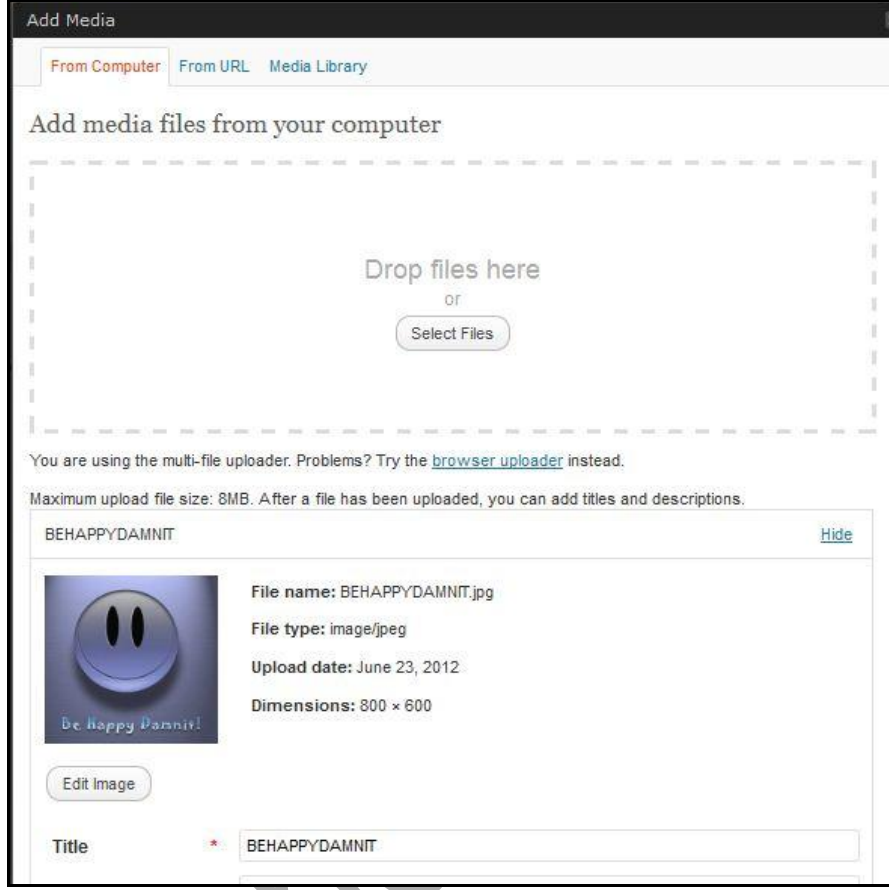 Add Media
From Computer From URL Media Library
Add media files from your computer
Drop files here
or
Select Files
You are using the multi-file uploader. Problems? Try the browser uploader instead.
Maximum upload file size: 8MB. After a file has been uploaded, you can add titles and descriptions.
BEHAPPYDAMNIT Hide
File name: BEHAPPYDAMNIT.jpg
File type: image/jpeg
Upload date: June 23, 2012
Dimensions: 800 × 600
Be Happy Damnit!
Edit Image
Title * BEHAPPYDAMNIT